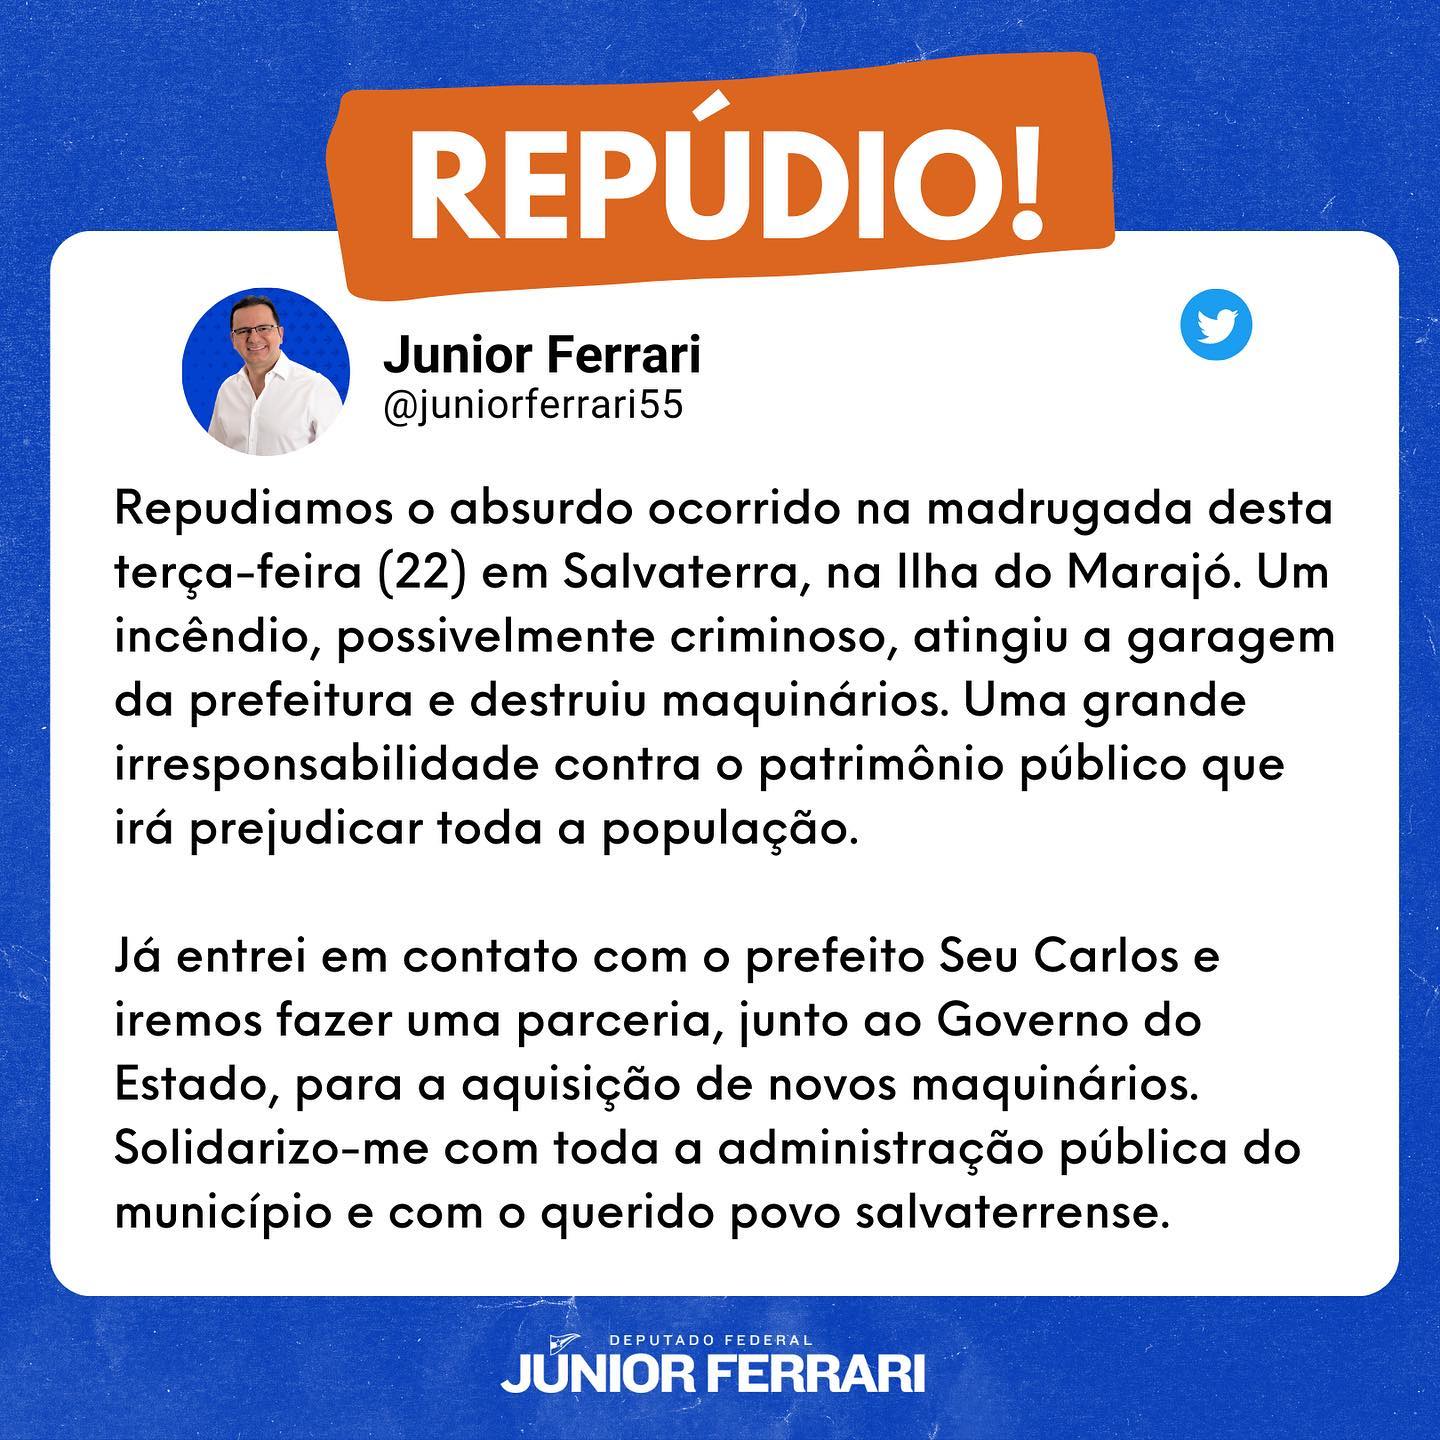 REPÚDIO!
Junior Ferrari
@juniorferrari55
Repudiamos o absurdo ocorrido na madrugada desta
terça-feira (22) em Salvaterra, na Ilha do Marajó. Um
incêndio, possivelmente criminoso, atingiu a garagem
da prefeitura e destruiu maquinários. Uma grande
irresponsabilidade contra o patrimônio público que
irá prejudicar toda a população.
Já entrei em contato com o prefeito Seu Carlos e
iremos fazer uma parceria, junto ao Governo do
Estado, para a aquisição de novos maquinários.
Solidarizo-me com toda a administração pública do
município e com o querido povo salvaterrense.
DEPUTADO FEDERAL
JÚNIOR FERRARI